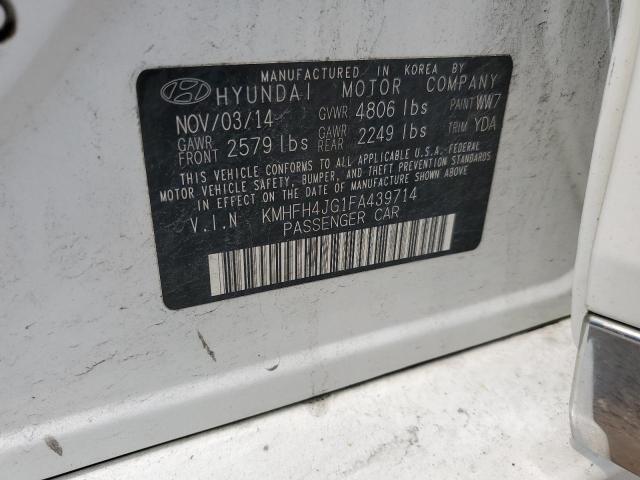 MANUFACTURED IN KOREA BY
HYUNDAI MOTOR COMPANY
NOV/03/14 GVWR 4806 lbs PAINT WW7
GAWR FRONT 2579 lbs GAWR REAR 2249 lbs TRIM YDA
THIS VEHICLE CONFORMS TO ALL APPLICABLE U.S.A. FEDERAL
MOTOR VEHICLE SAFETY, BUMPER, AND THEFT PREVENTION STANDARDS
IN EFFECT ON THE DATE OF MANUFACTURE SHOWN ABOVE.
V.I.N KMHFH4JG1FA439714
PASSENGER CAR